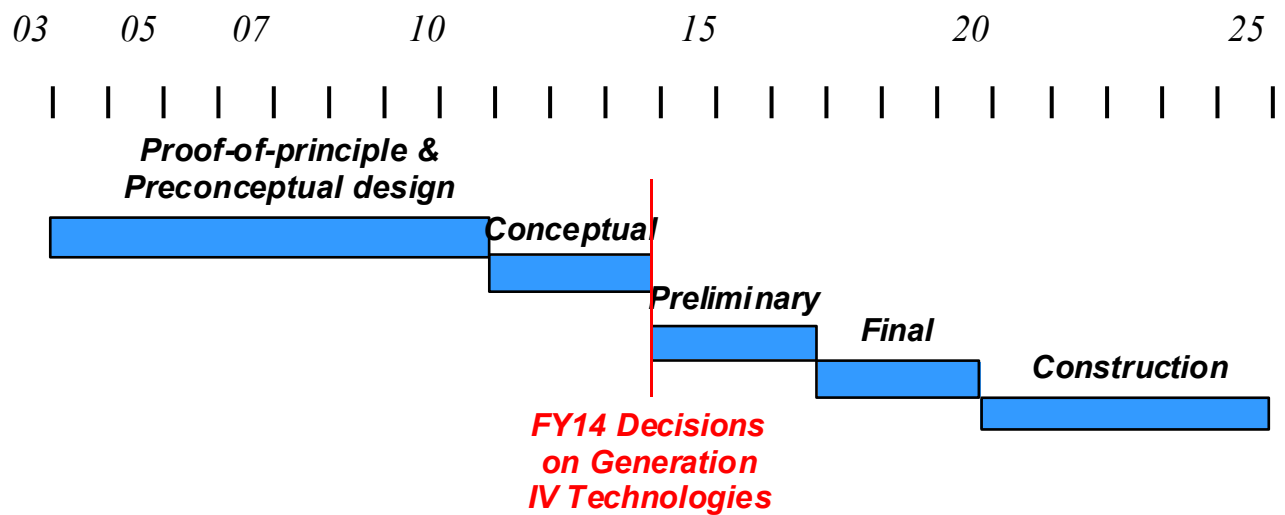 03 05 07 10 15 20 25
Proof-of-principle &
Preconceptual design
Conceptual
Preliminary
Final
Construction
FY14 Decisions
on Generation
IV Technologies